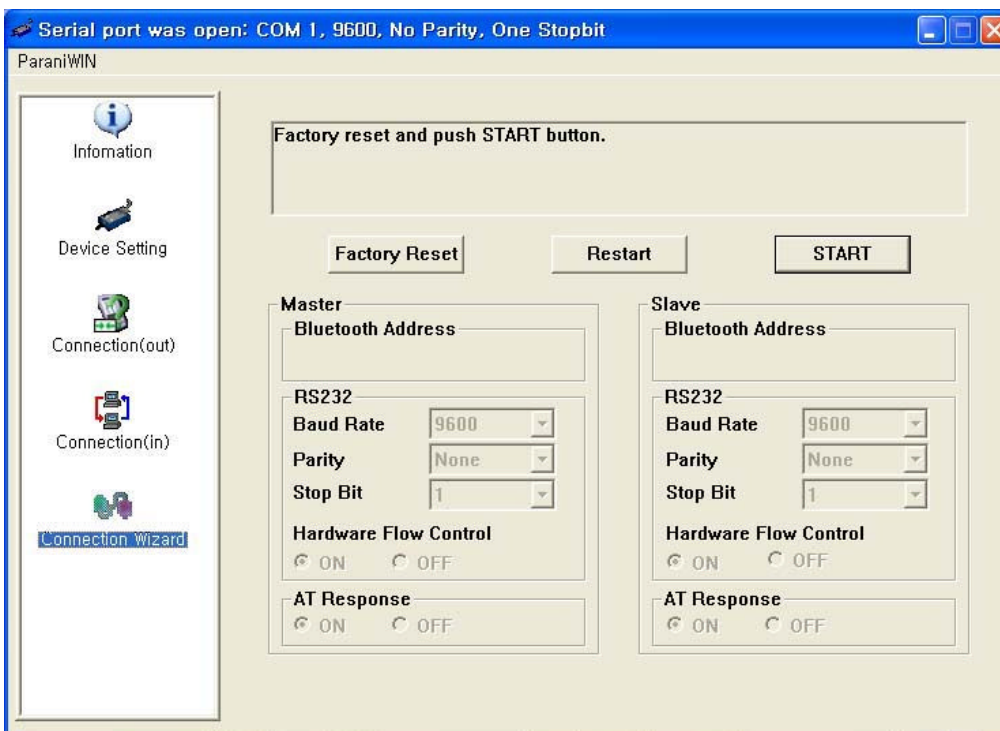 Serial port was open: COM 1, 9600, No Parity, One Stopbit
ParaniWIN
Infomation
Device Setting
Connection(out)
Connection(in)
Connection Wizard
Factory reset and push START button.
Factory Reset
Restart
START
Master
Bluetooth Address
RS232
Baud Rate 9600
Parity None
Stop Bit 1
Hardware Flow Control
ON OFF
AT Response
ON OFF
Slave
Bluetooth Address
RS232
Baud Rate 9600
Parity None
Stop Bit 1
Hardware Flow Control
ON OFF
AT Response
ON OFF